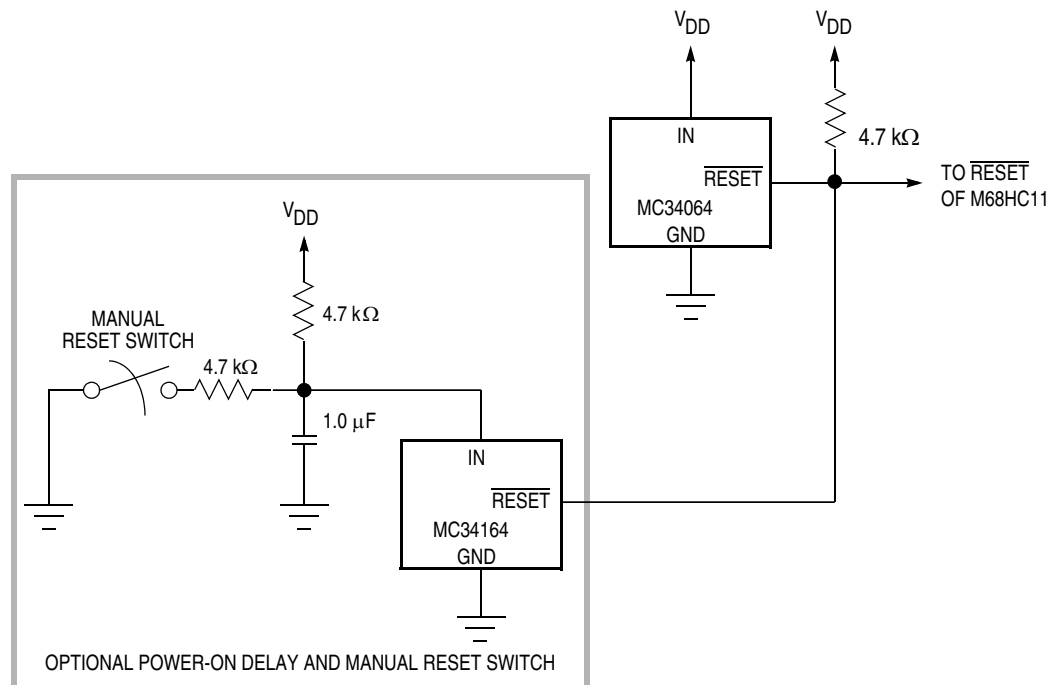 VDD
VDD
IN
4.7 kΩ
RESET
TO RESET
OF M68HC11
MC34064
GND
VDD
4.7 kΩ
MANUAL
RESET SWITCH
4.7 kΩ
1.0 µF
IN
RESET
MC34164
GND
OPTIONAL POWER-ON DELAY AND MANUAL RESET SWITCH